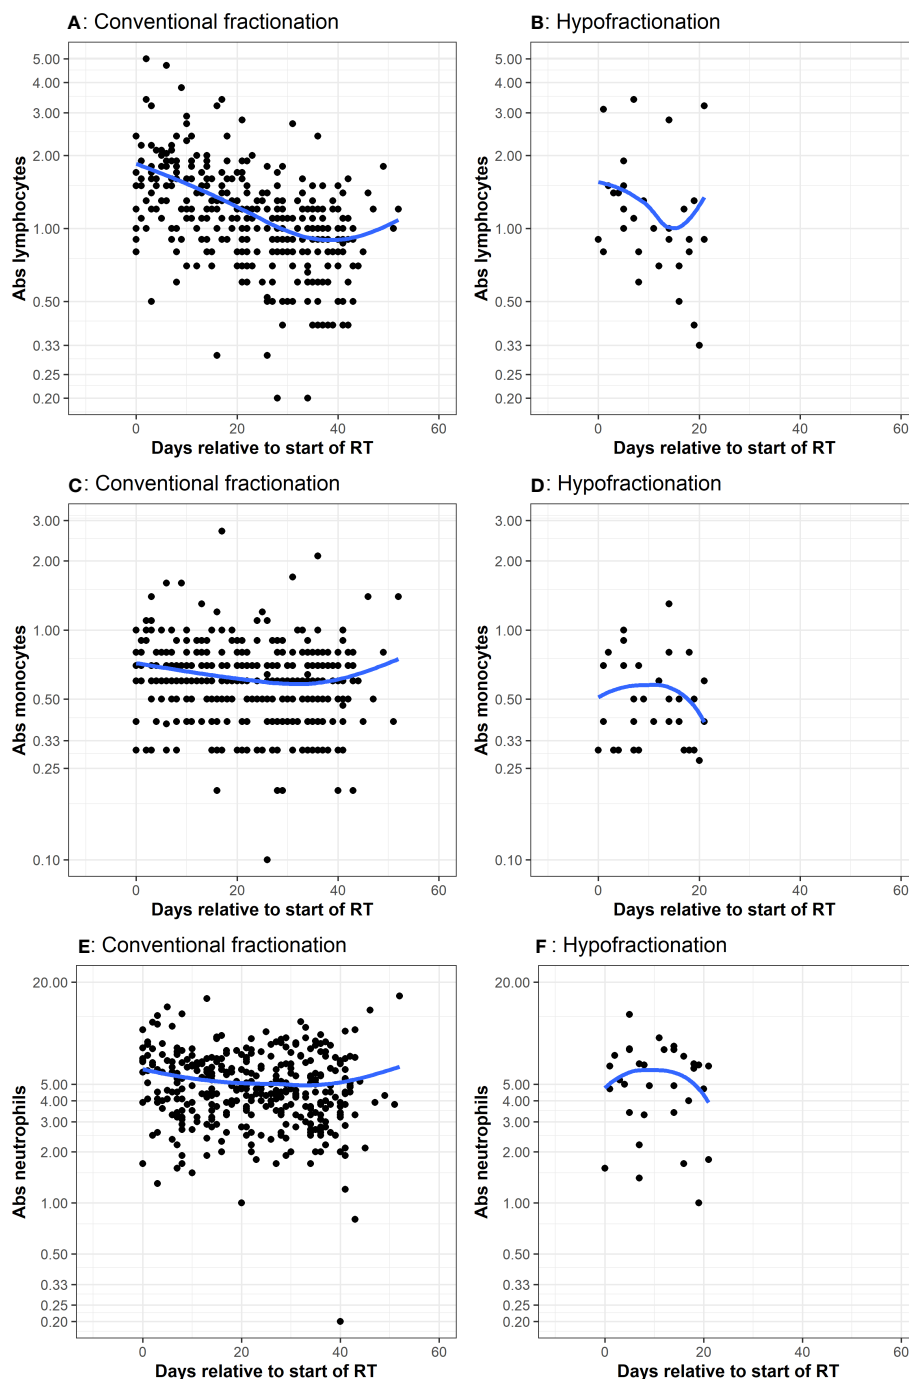 A: Conventional fractionation
5.00
4.00
3.00
2.00
1.00
0.50
0.33
0.25
0.20
Abs lymphocytes
0 20 40 60
Days relative to start of RT
B: Hypofractionation
5.00
4.00
3.00
2.00
1.00
0.50
0.33
0.25
0.20
Abs lymphocytes
0 20 40 60
Days relative to start of RT
C: Conventional fractionation
3.00
2.00
1.00
0.50
0.33
0.25
0.10
Abs monocytes
0 20 40 60
Days relative to start of RT
D: Hypofractionation
3.00
2.00
1.00
0.50
0.33
0.25
0.10
Abs monocytes
0 20 40 60
Days relative to start of RT
E: Conventional fractionation
20.00
5.00
4.00
3.00
2.00
1.00
0.50
0.33
0.25
0.20
Abs neutrophils
0 20 40 60
Days relative to start of RT
F : Hypofractionation
20.00
5.00
4.00
3.00
2.00
1.00
0.50
0.33
0.25
0.20
Abs neutrophils
0 20 40 60
Days relative to start of RT